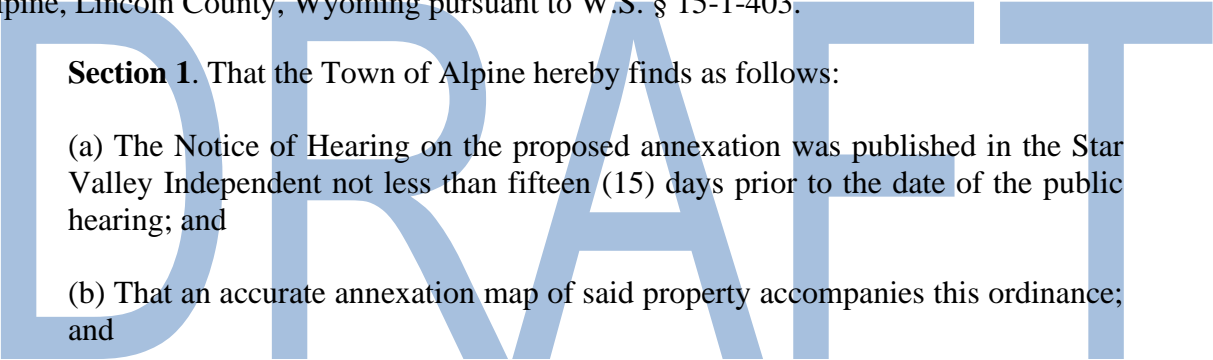 pine, Lincoln County, Wyoming pursuant to W.S. § 15-1-403.
Section 1. That the Town of Alpine hereby finds as follows:
(a) The Notice of Hearing on the proposed annexation was published in the Star
Valley Independent not less than fifteen (15) days prior to the date of the public
hearing; and
(b) That an accurate annexation map of said property accompanies this ordinance;
and
DRAFT